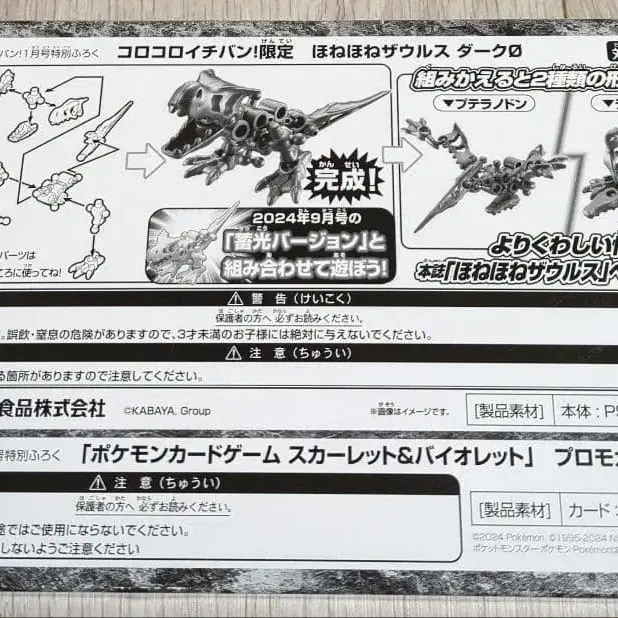 バン!1月号特別ふろく コロコロイチバン!限定 ほねほねザウルス ダーク0
組みかえると2種類の形
▼プテラノドン
完成!
2024年9月号の
「蓄光バージョン」と
組み合わせて遊ぼう!
パーツは
ころに使ってね!
よりくわしい
本誌「ほねほねザウルス」へ
⚠ 警告(けいこく)
保護者の方へ 必ずお読みください。
。誤飲・窒息の危険がありますので、3才未満のお子様には絶対に与えないでください。
⚠ 注意(ちゅうい)
る箇所がありますので注意してください。
食品株式会社 ©KABAYA. Group ※画像はイメージです。 [製品素材] 本体:
号特別ふろく 「ポケモンカードゲーム スカーレット&バイオレット」 プロモカ
⚠ 注意(ちゅうい)
保護者の方へ 必ずお読みください。
途ではご使用にならないでください。
しないようご注意ください
[製品素材] カード:
©2024 Pokémon. ©1995-2024 N
ポケットモンスター・ポケモン・Pokémonは